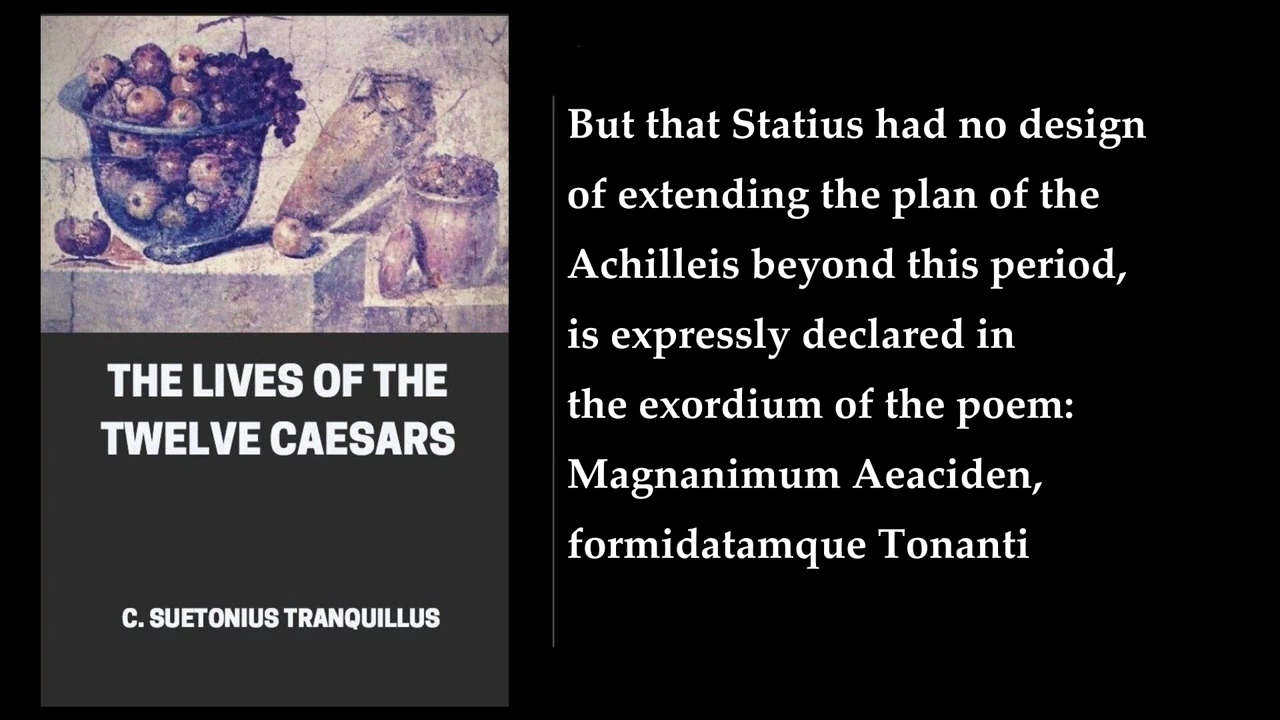 THE LIVES OF THE
TWELVE CAESARS
C. SUETONIUS TRANQUILLUS
But that Statius had no design
of extending the plan of the
Achilleis beyond this period,
is expressly declared in
the exordium of the poem:
Magnanimum Aeaciden,
formidatamque Tonanti